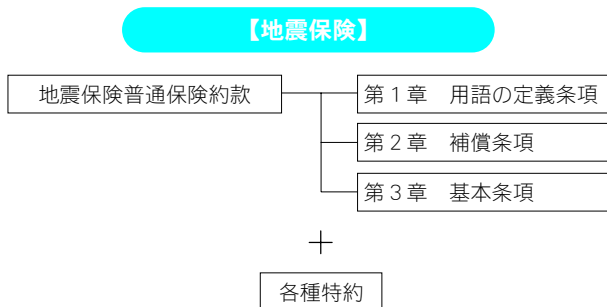 【地震保険】
地震保険普通保険約款
第1章　用語の定義条項
第2章　補償条項
第3章　基本条項
＋
各種特約